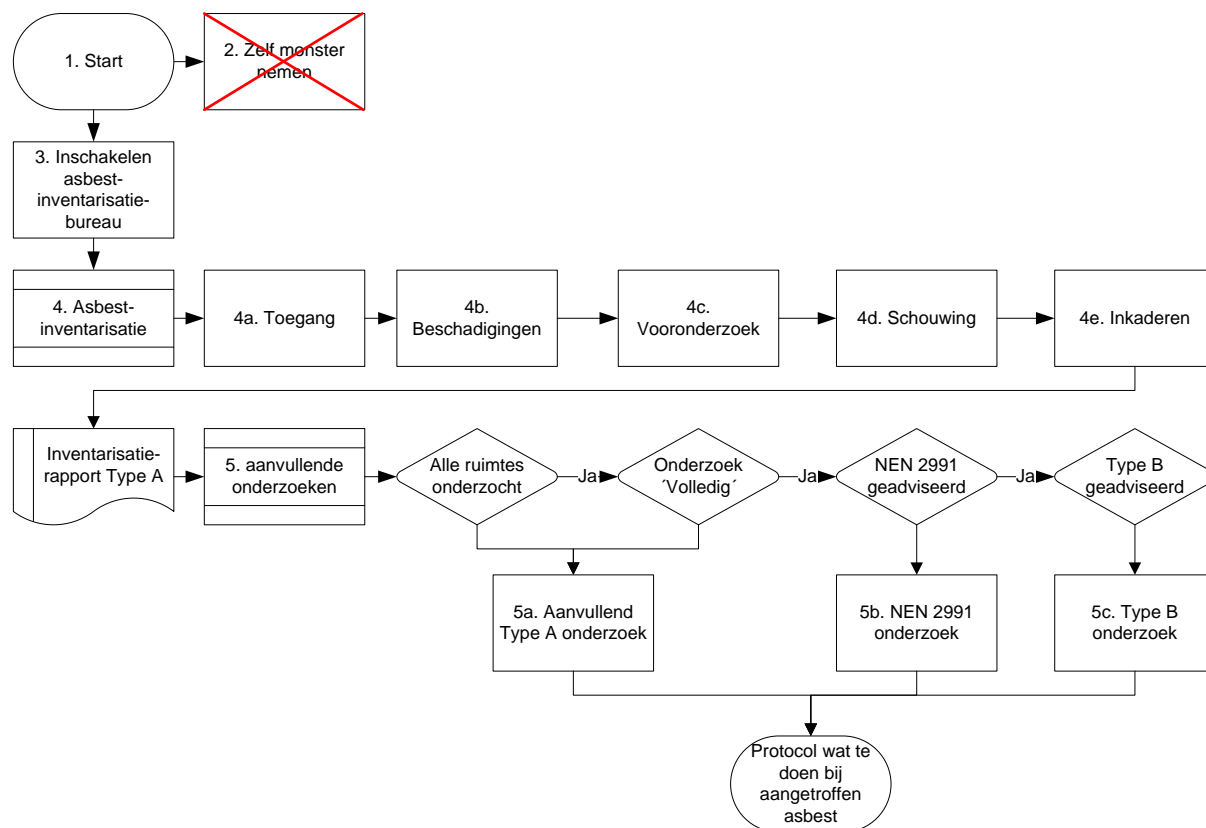 1. Start
2. Zelf monster
nemen
3. Inschakelen
asbest-
inventarisatie-
bureau
4. Asbest-
inventarisatie
4a. Toegang
4b.
Beschadigingen
4c.
Vooronderzoek
4d. Schouwing
4e. Inkaderen
Inventarisatie-
rapport Type A
5. aanvullende
onderzoeken
Alle ruimtes
onderzocht
Ja
Onderzoek
´Volledig´
Ja
NEN 2991
geadviseerd
Ja
Type B
geadviseerd
5a. Aanvullend
Type A onderzoek
5b. NEN 2991
onderzoek
5c. Type B
onderzoek
Protocol wat te
doen bij
aangetroffen
asbest